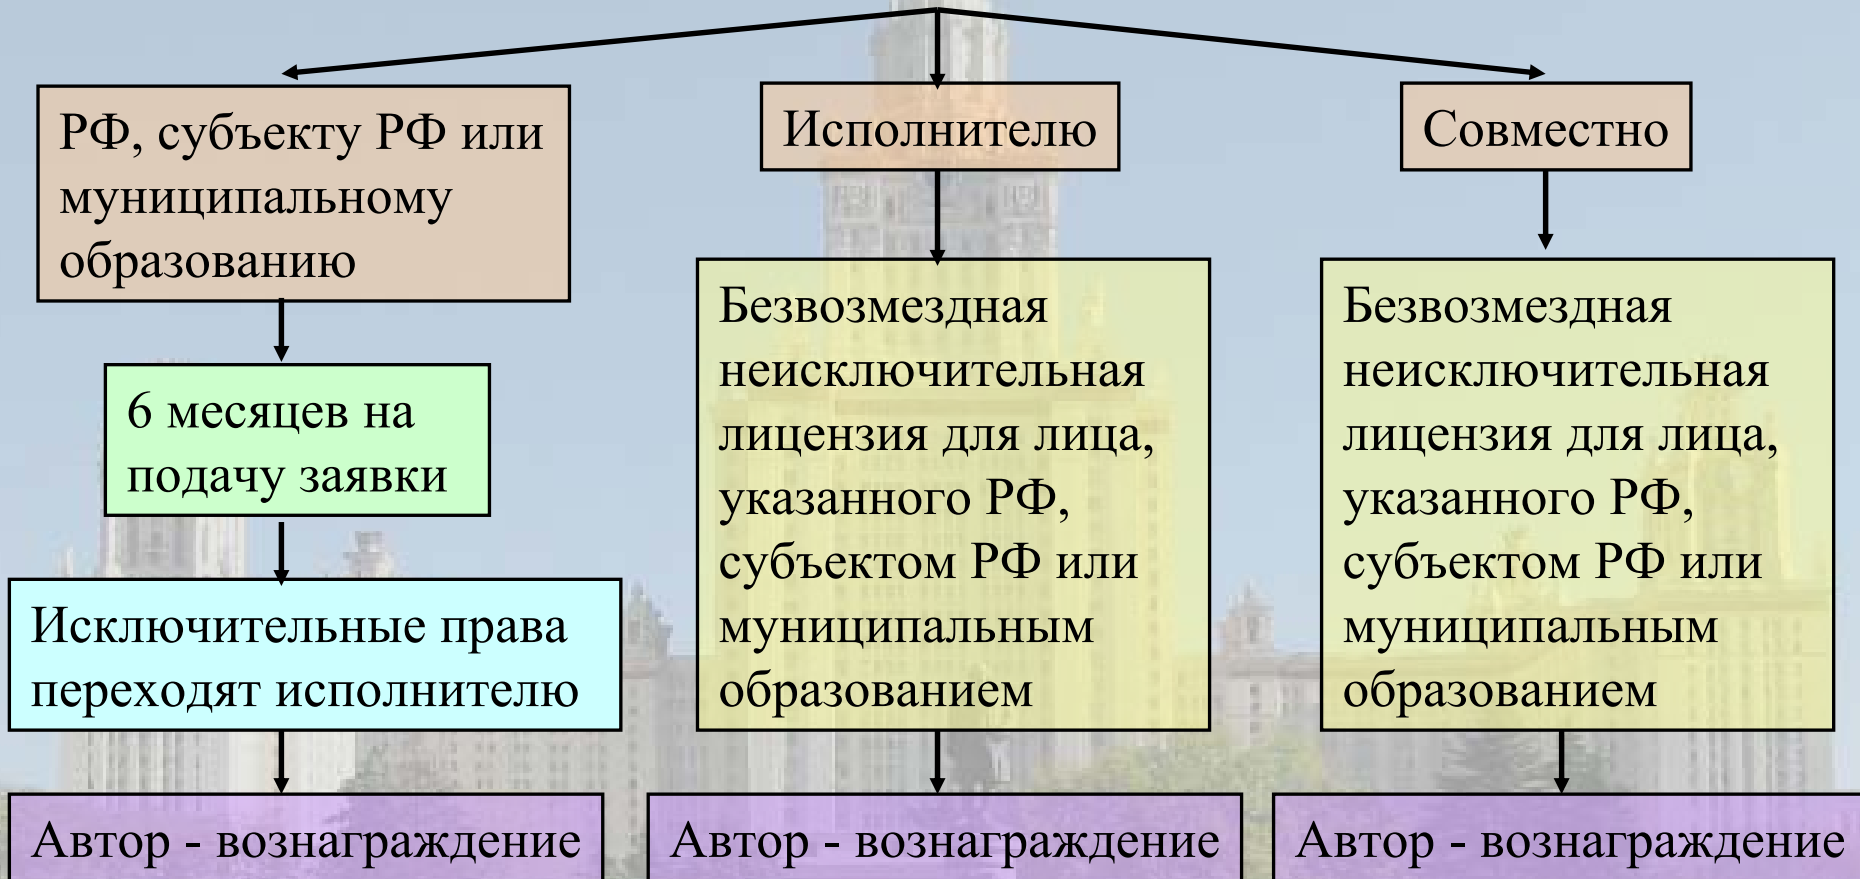 РФ, субъекту РФ или
муниципальному
образованию
6 месяцев на
подачу заявки
Исключительные права
переходят исполнителю
Автор - вознаграждение
Исполнителю
Безвозмездная
неисключительная
лицензия для лица,
указанного РФ,
субъектом РФ или
муниципальным
образованием
Автор - вознаграждение
Совместно
Безвозмездная
неисключительная
лицензия для лица,
указанного РФ,
субъектом РФ или
муниципальным
образованием
Автор - вознаграждение